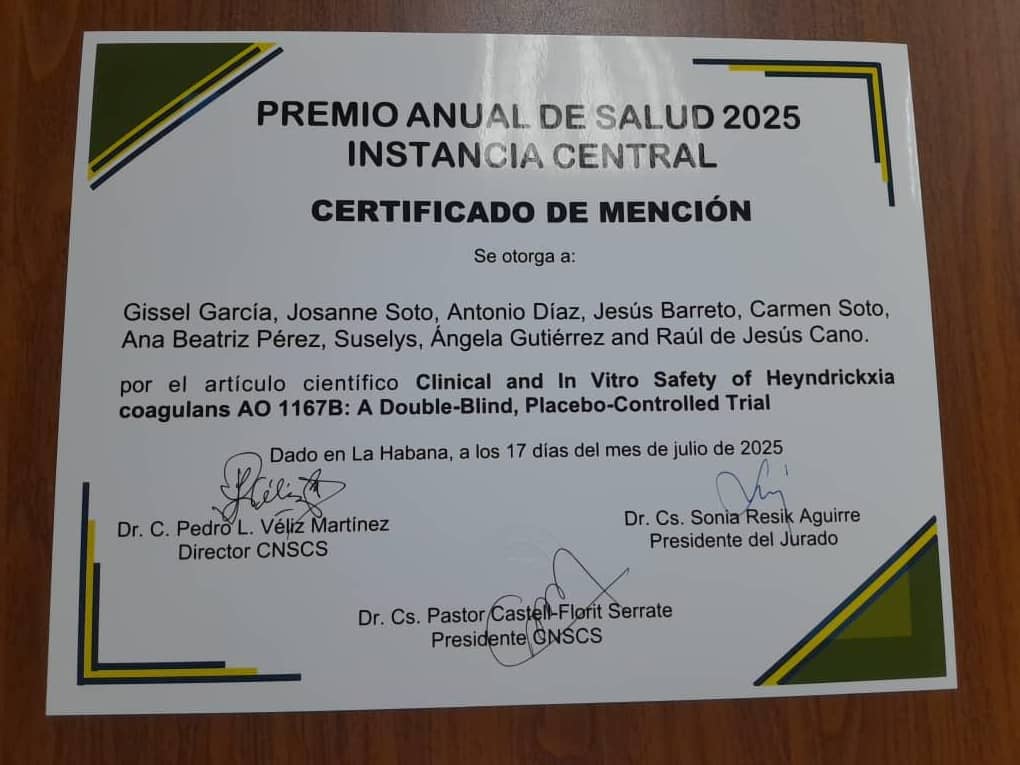 PREMIO ANUAL DE SALUD 2025
INSTANCIA CENTRAL
CERTIFICADO DE MENCIÓN
Se otorga a:
Gissel García, Josanne Soto, Antonio Díaz, Jesús Barreto, Carmen Soto,
Ana Beatriz Pérez, Suselys, Ángela Gutiérrez and Raúl de Jesús Cano.
por el artículo científico Clinical and In Vitro Safety of Heyndrickxia
coagulans AO 1167B: A Double-Blind, Placebo-Controlled Trial
Dado en La Habana, a los 17 días del mes de julio de 2025
Dr. C. Pedro L. Véliz Martínez
Director CNSCS
Dr. Cs. Sonia Resik Aguirre
Presidente del Jurado
Dr. Cs. Pastor Castell-Florit Serrate
Presidente CNSCS